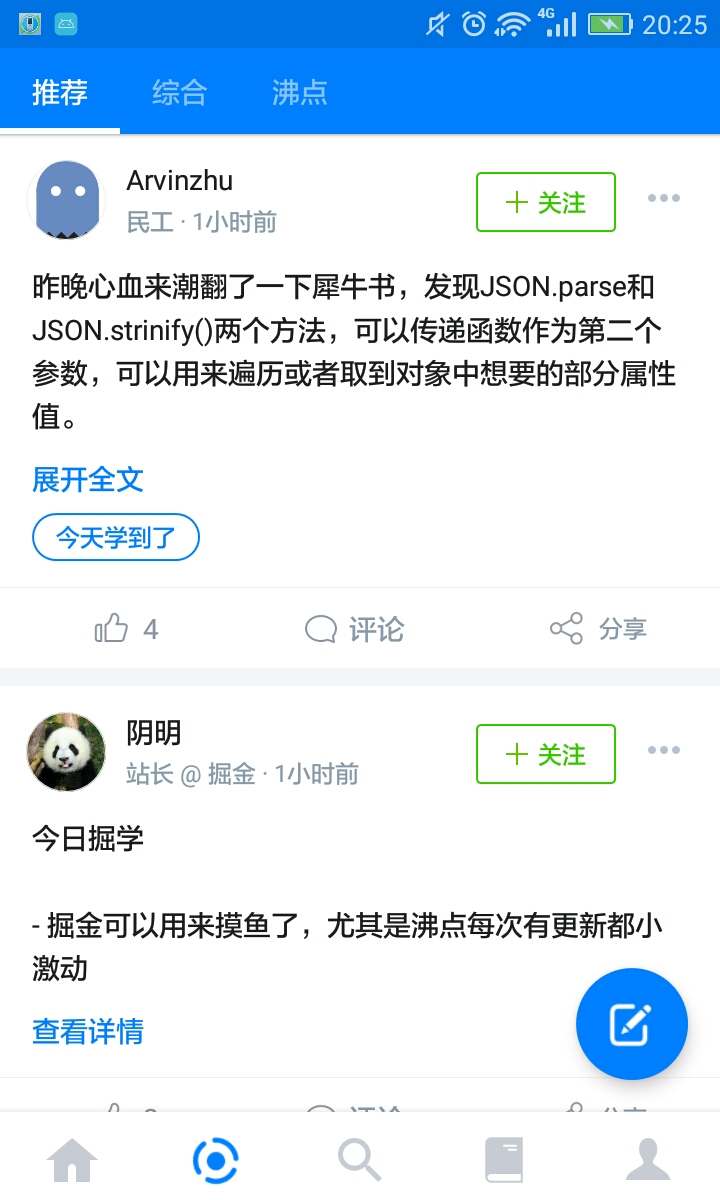 4G
20:25
推荐
综合
沸点
Arvinzhu
民工 · 1小时前
+ 关注
昨晚心血来潮翻了一下犀牛书，发现JSON.parse和
JSON.strinify()两个方法，可以传递函数作为第二个
参数，可以用来遍历或者取到对象中想要的部分属性
值。
展开全文
今天学到了
4
评论
分享
阴明
站长 @ 掘金 · 1小时前
+ 关注
今日掘学
- 掘金可以用来摸鱼了，尤其是沸点每次有更新都小
激动
查看详情